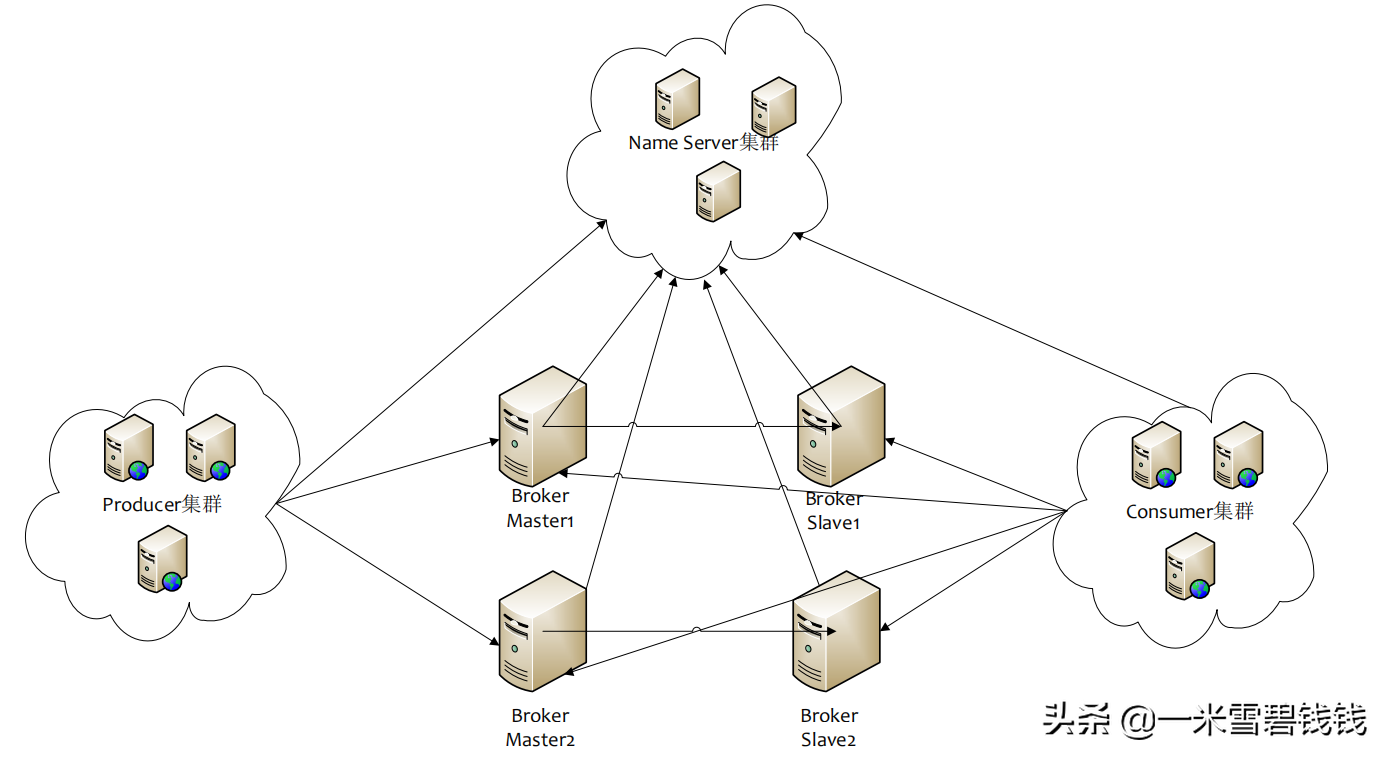 Name Server集群
Producer集群
Broker
Master1
Broker
Slave1
Consumer集群
Broker
Master2
Broker
Slave2
头条 @一米雪碧钱钱